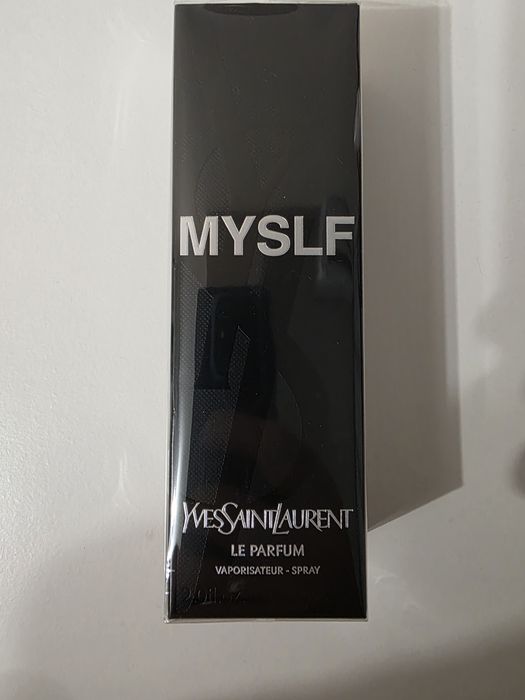 MYSLF
YVESSAINTLAURENT
LE PARFUM
VAPORISATEUR - SPRAY